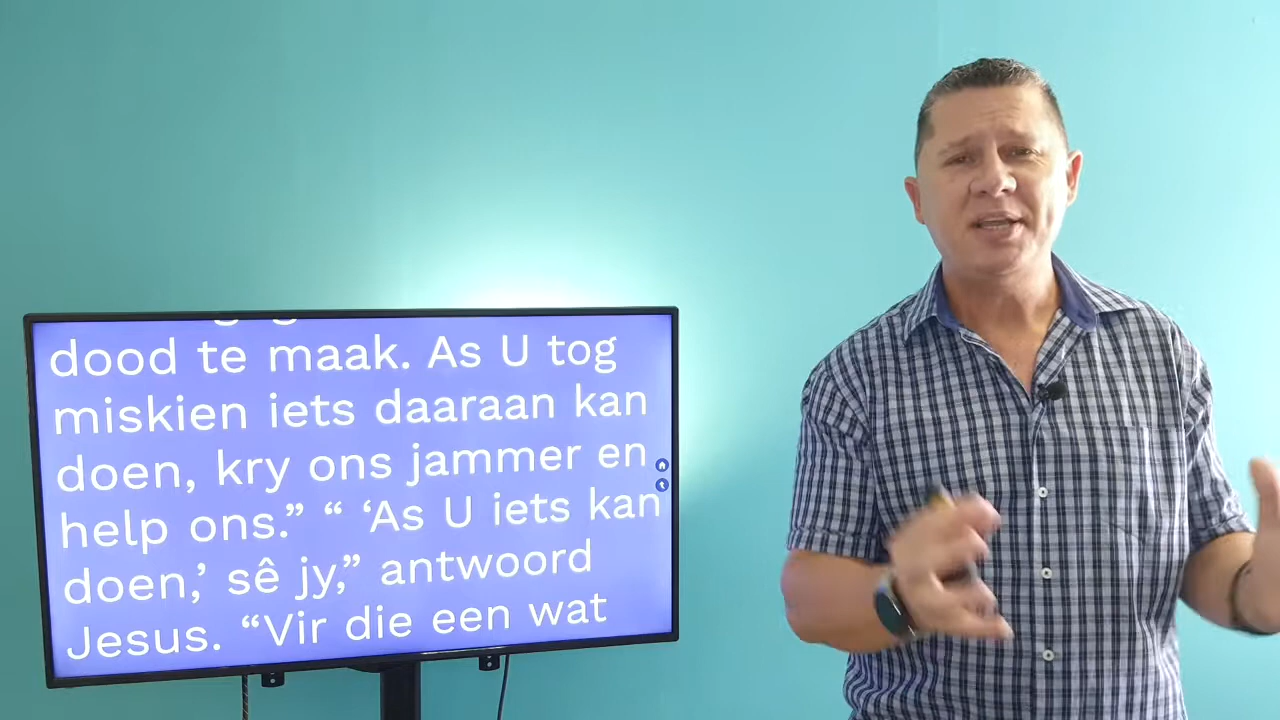 dood te maak. As U tog
miskien iets daaraan kan
doen, kry ons jammer en
help ons.” “ ‘As U iets kan
doen,’ sê jy,” antwoord
Jesus. “Vir die een wat